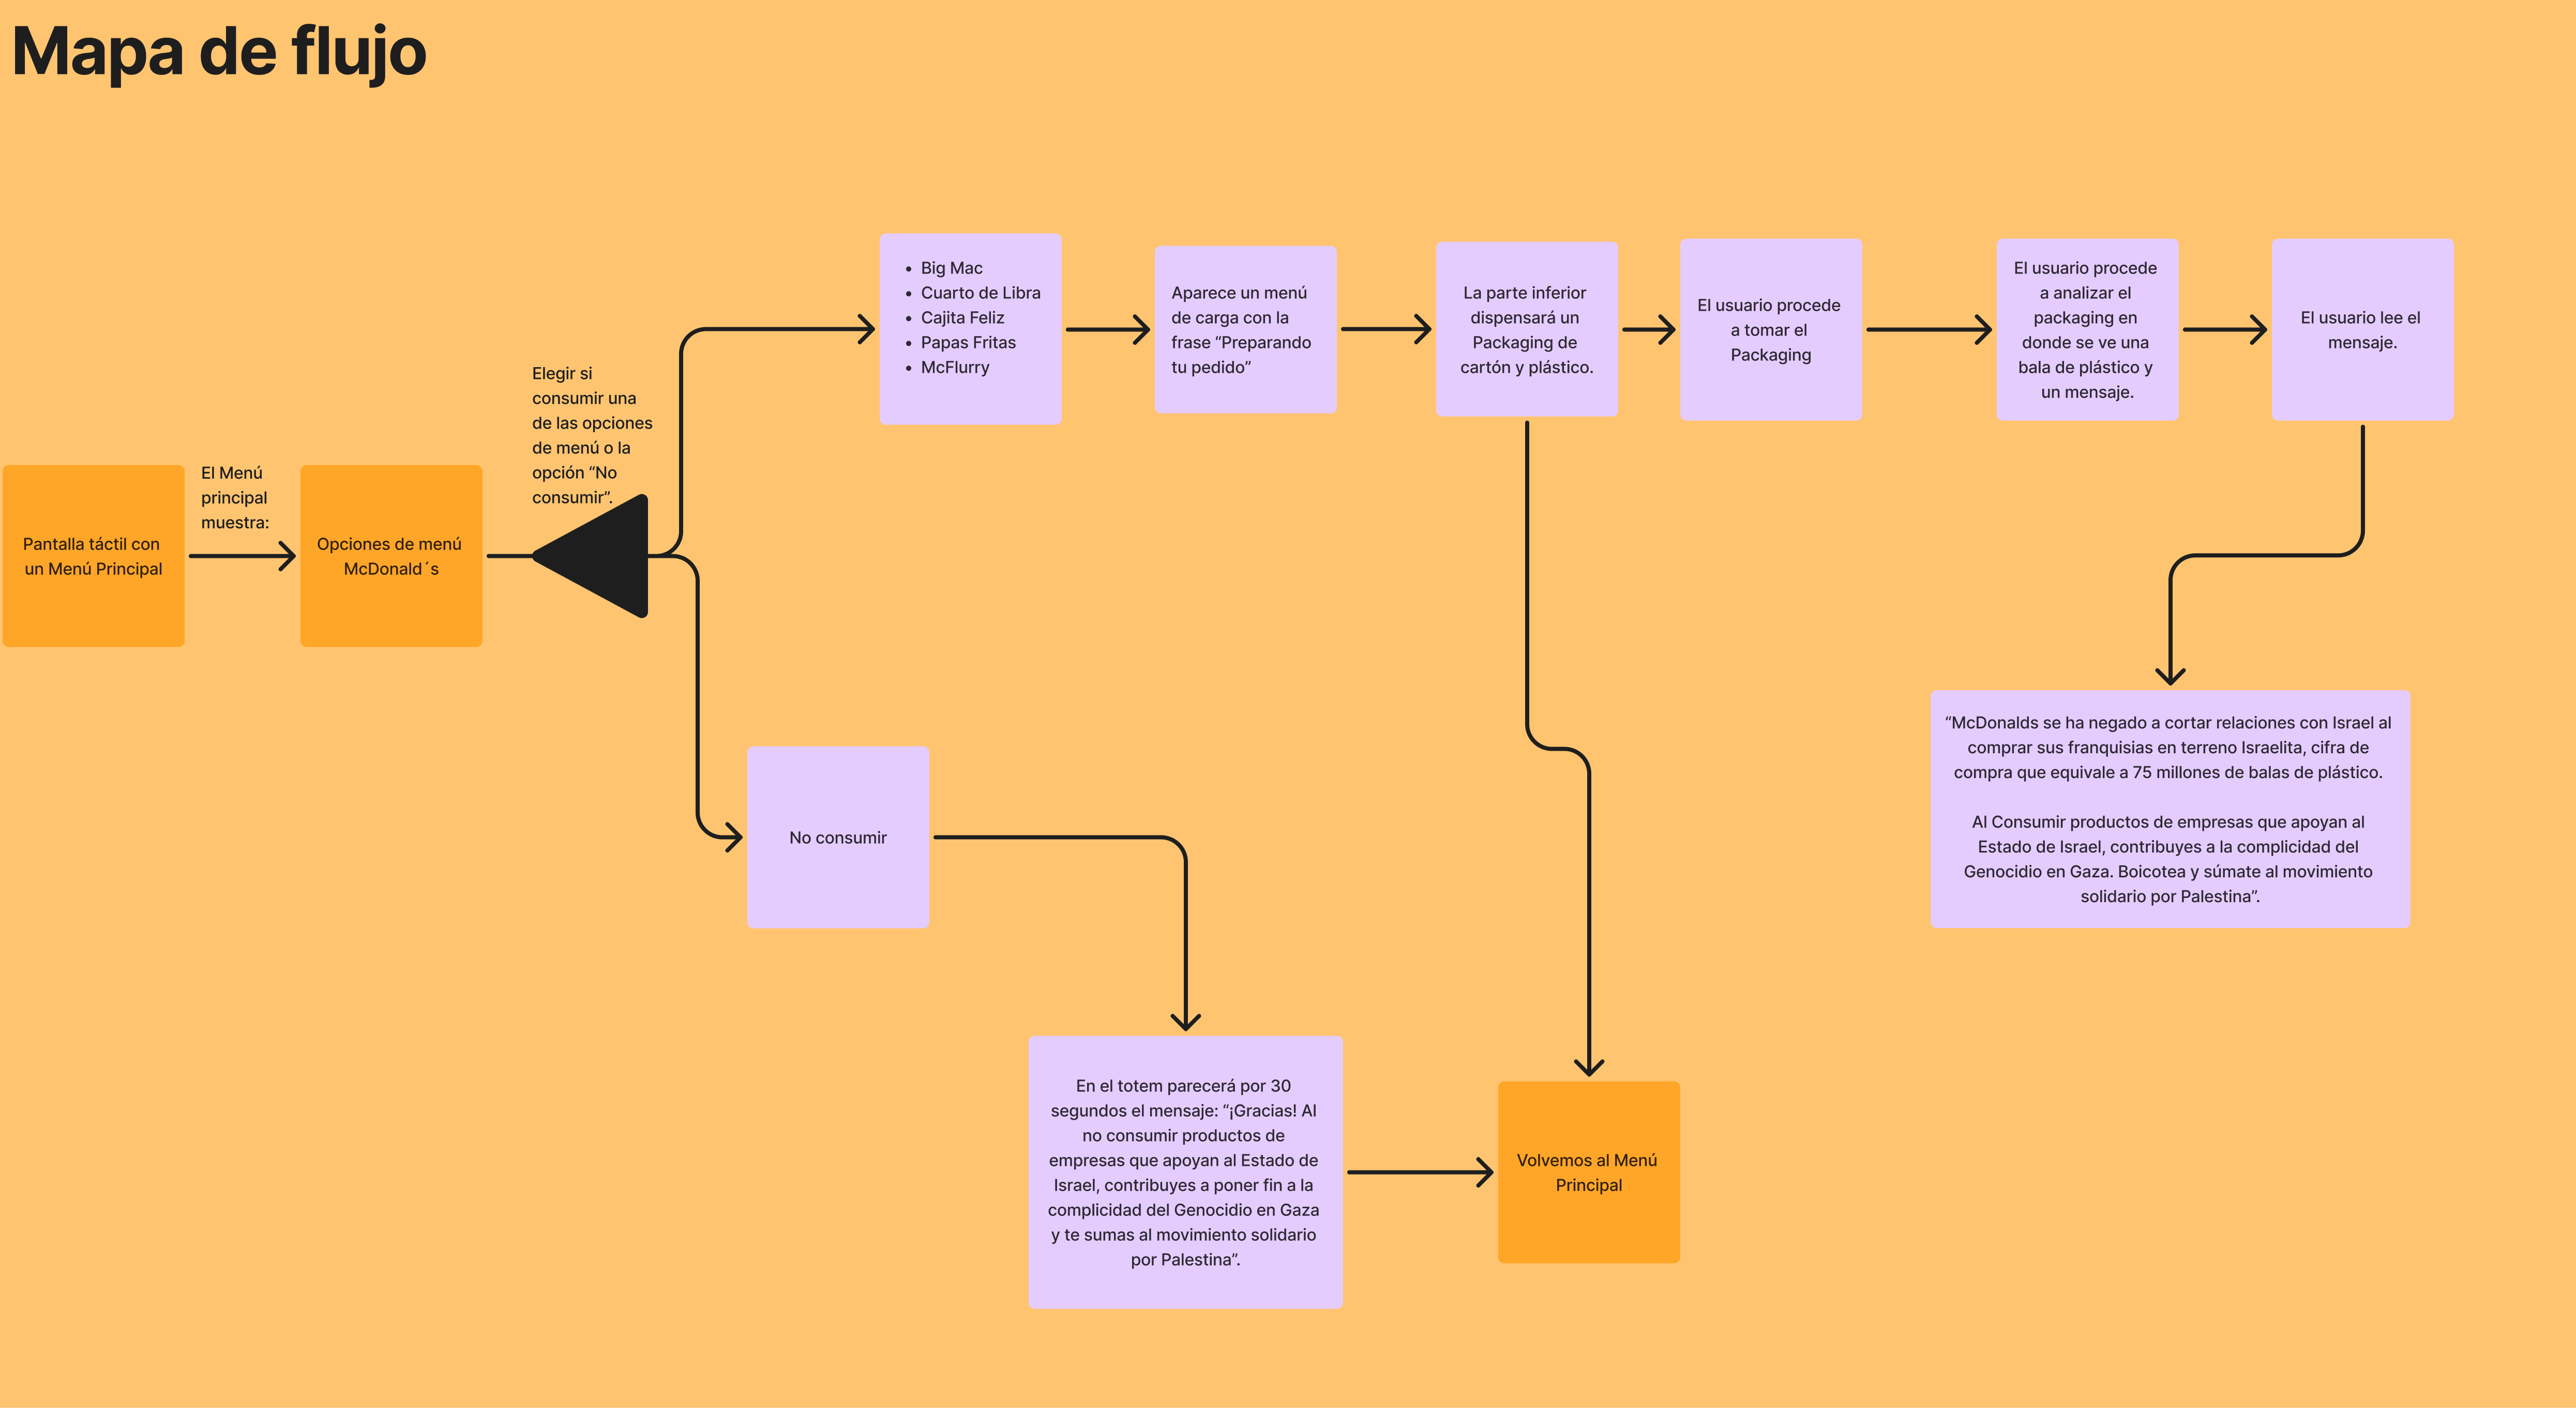 Mapa de flujo
Pantalla táctil con
un Menú Principal
El Menú
principal
muestra:
Opciones de menú
McDonald´s
Elegir si
consumir una
de las opciones
de menú o la
opción “No
consumir”.
• Big Mac
• Cuarto de Libra
• Cajita Feliz
• Papas Fritas
• McFlurry
Aparece un menú
de carga con la
frase “Preparando
tu pedido”
La parte inferior
dispensará un
Packaging de
cartón y plástico.
El usuario procede
a tomar el
Packaging
El usuario procede
a analizar el
packaging en
donde se ve una
bala de plástico y
un mensaje.
El usuario lee el
mensaje.
“McDonalds se ha negado a cortar relaciones con Israel al
comprar sus franquisias en terreno Israelita, cifra de
compra que equivale a 75 millones de balas de plástico.
Al Consumir productos de empresas que apoyan al
Estado de Israel, contribuyes a la complicidad del
Genocidio en Gaza. Boicotea y súmate al movimiento
solidario por Palestina”.
No consumir
En el totem parecerá por 30
segundos el mensaje: “¡Gracias! Al
no consumir productos de
empresas que apoyan al Estado de
Israel, contribuyes a poner fin a la
complicidad del Genocidio en Gaza
y te sumas al movimiento solidario
por Palestina”.
Volvemos al Menú
Principal